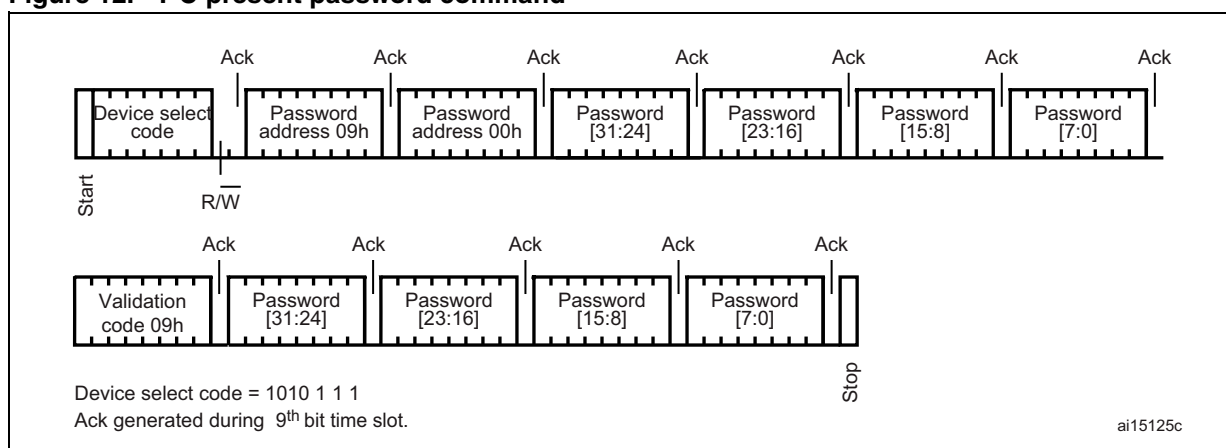 Ack Ack Ack Ack Ack Ack Ack
Device select
code
Password
address 09h
Password
address 00h
Password
[31:24]
Password
[23:16]
Password
[15:8]
Password
[7:0]
Start
R/W
Ack Ack Ack Ack Ack
Validation
code 09h
Password
[31:24]
Password
[23:16]
Password
[15:8]
Password
[7:0]
Stop
Device select code = 1010 1 1 1
Ack generated during 9th bit time slot.
ai15125c